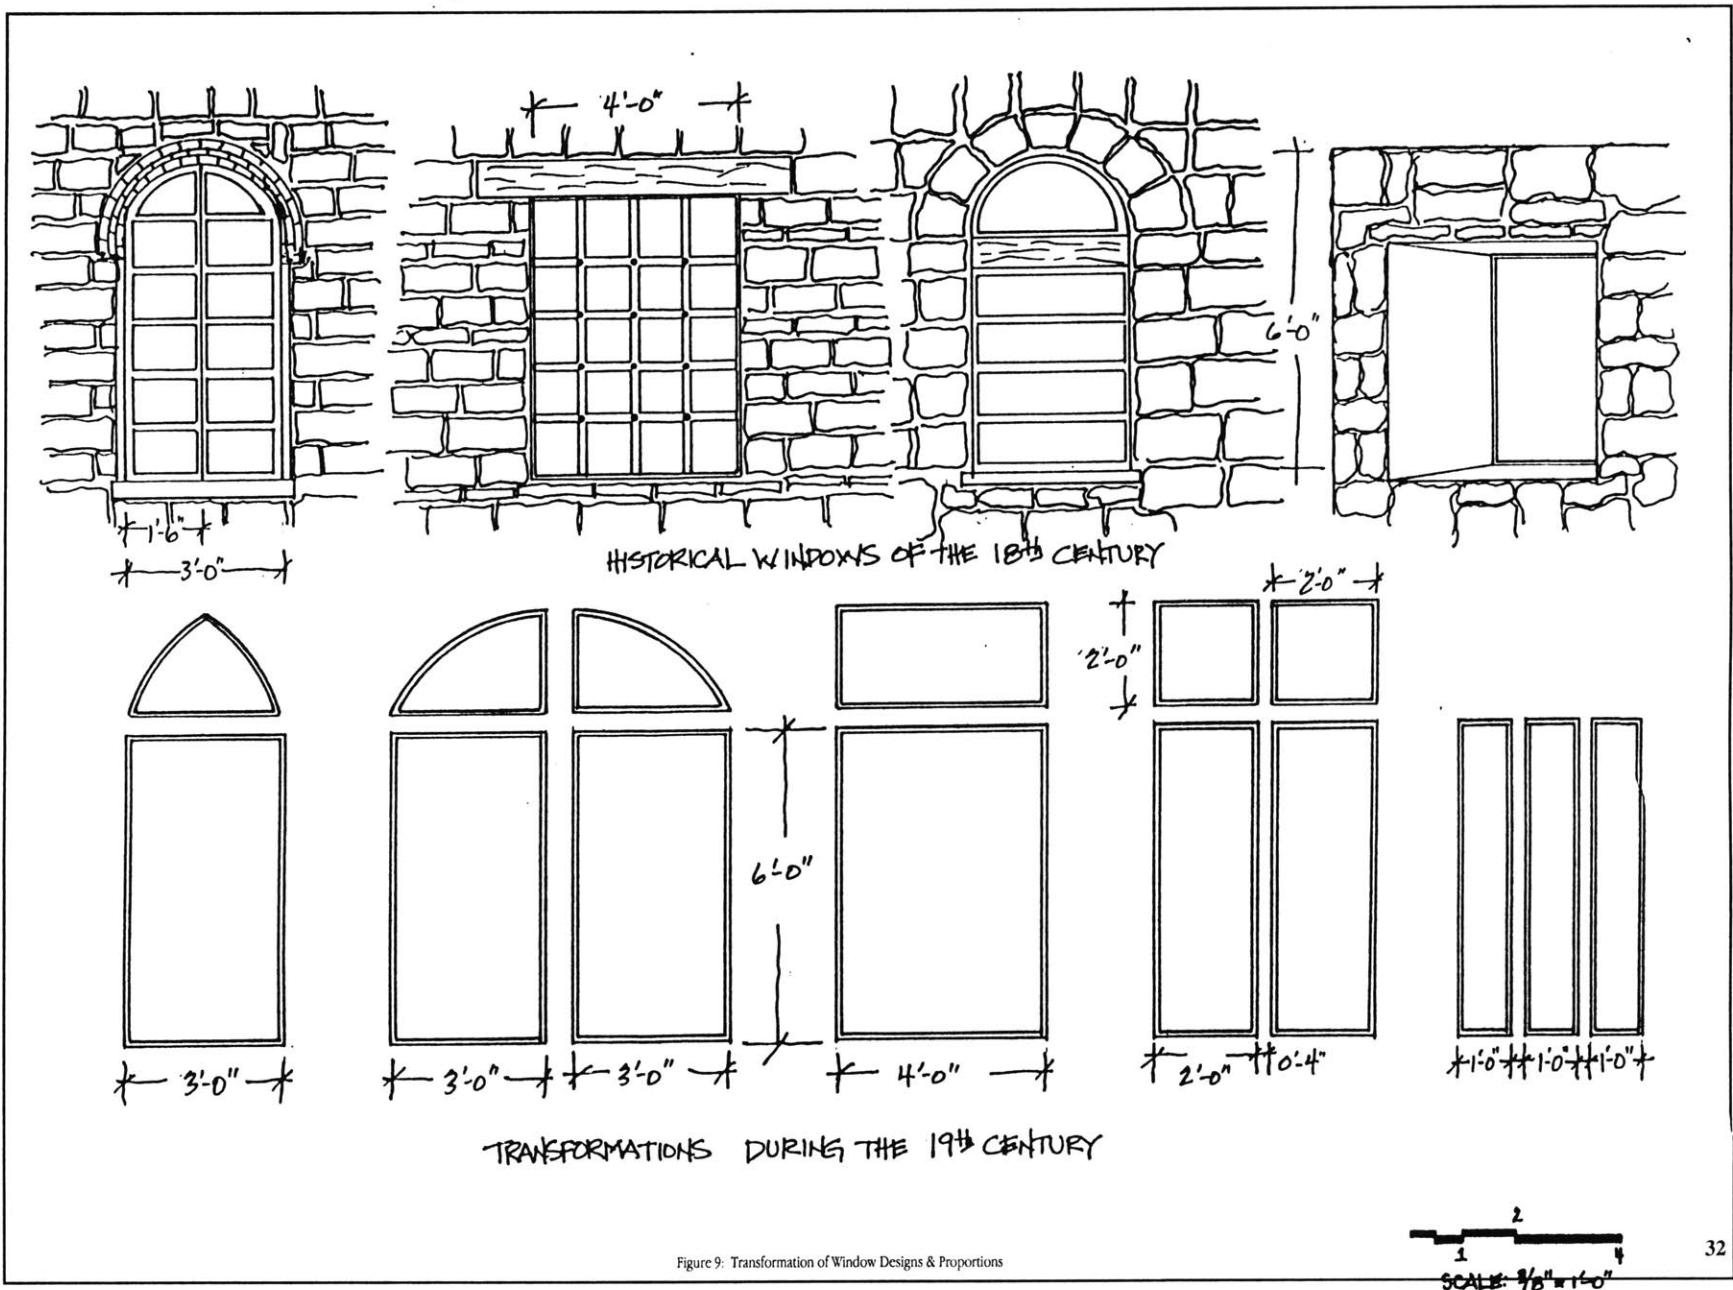 4'-0"
6'-0"
1'-6"
3'-0"
HISTORICAL WINDOWS OF THE 18th CENTURY
2'-0"
2'-0"
6'-0"
3'-0" 3'-0" 3'-0" 4'-0" 2'-0" 0'-4" 1'-0" 1'-0" 1'-0"
TRANSFORMATIONS DURING THE 19th CENTURY
2
1 4
SCALE: 3/8" = 1'-0"
Figure 9: Transformation of Window Designs & Proportions
32